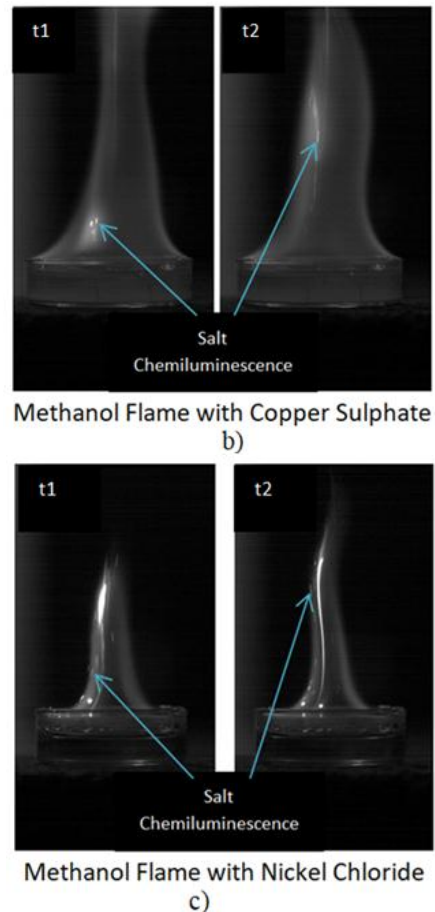 t1
t2
Salt
Chemiluminescence
Methanol Flame with Copper Sulphate
b)
t1
t2
Salt
Chemiluminescence
Methanol Flame with Nickel Chloride
c)